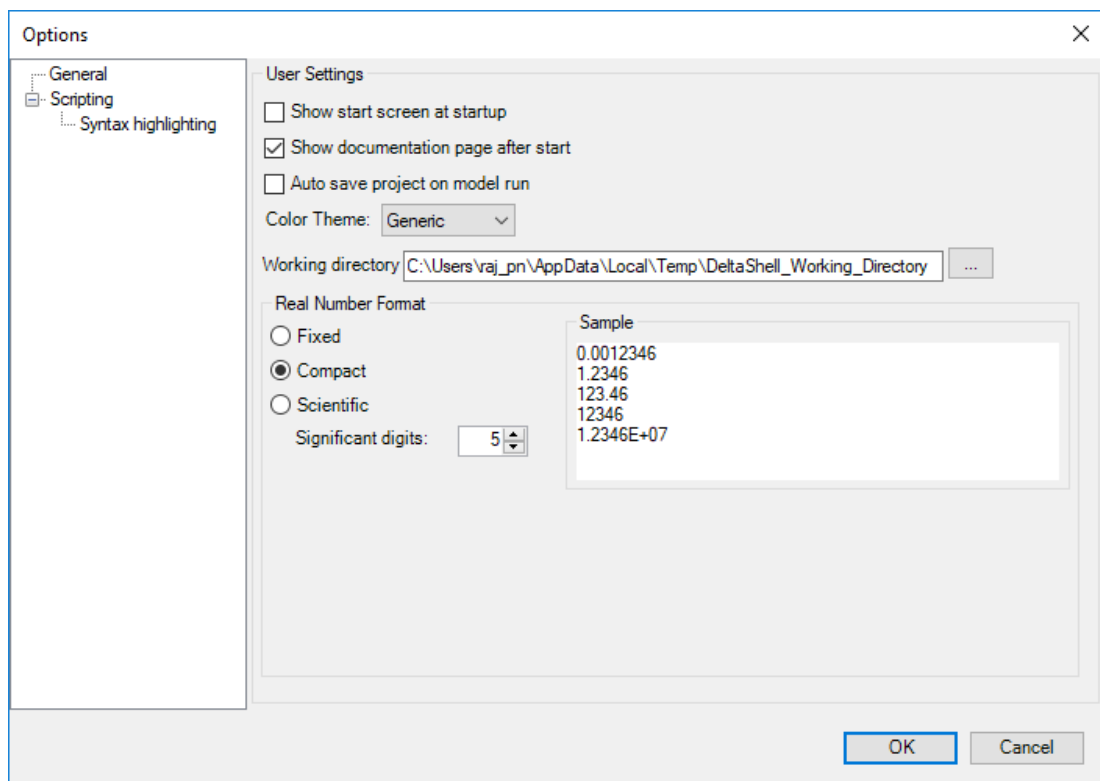 Options
General
Scripting
Syntax highlighting
User Settings
Show start screen at startup
Show documentation page after start
Auto save project on model run
Color Theme: Generic
Working directory C:\Users\raj_pn\AppData\Local\Temp\DeltaShell_Working_Directory ...
Real Number Format
Fixed
Compact
Scientific
Significant digits: 5
Sample
0.0012346
1.2346
123.46
12346
1.2346E+07
OK Cancel